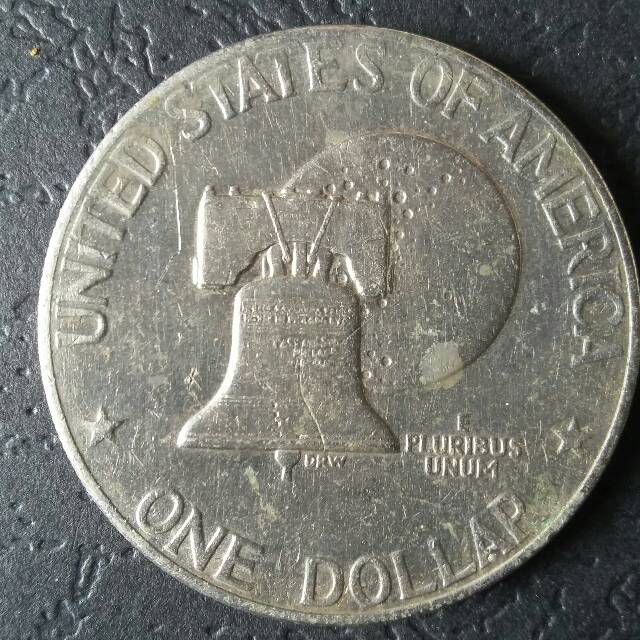 UNITED STATES OF AMERICA
E
PLURIBUS
UNUM
DRW
ONE DOLLAR